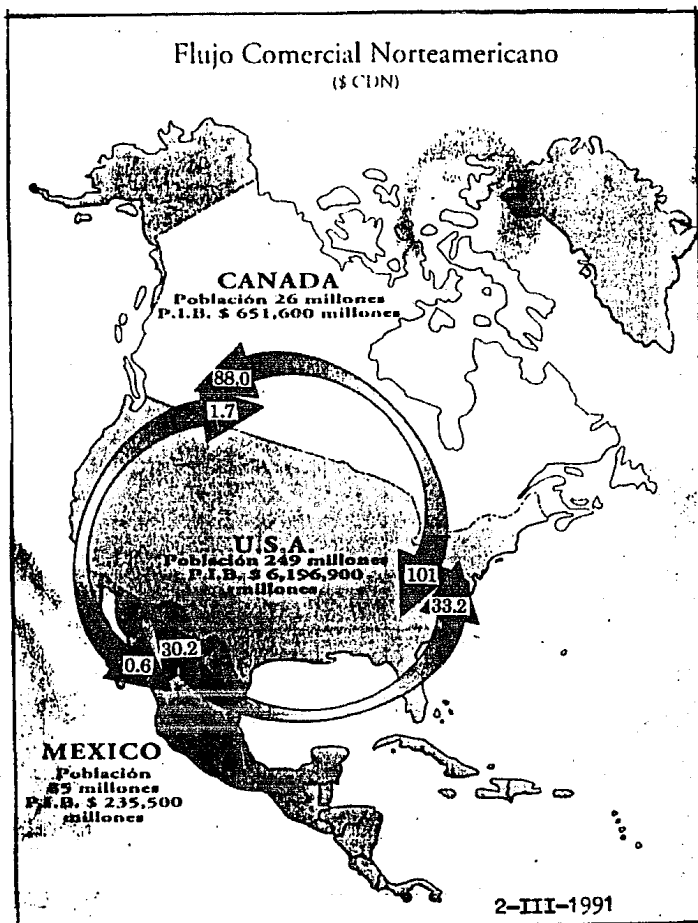 Flujo Comercial Norteamericano
($ CDN)
CANADA
Población 26 millones
P.I.B. $ 651,600 millones
88.0
1.7
U.S.A.
Población 249 millones
P.I.B. $ 6,196,900
millones
101
33.2
30.2
0.6
MEXICO
Población
85 millones
P.I.B. $ 235,500
millones
2-III-1991